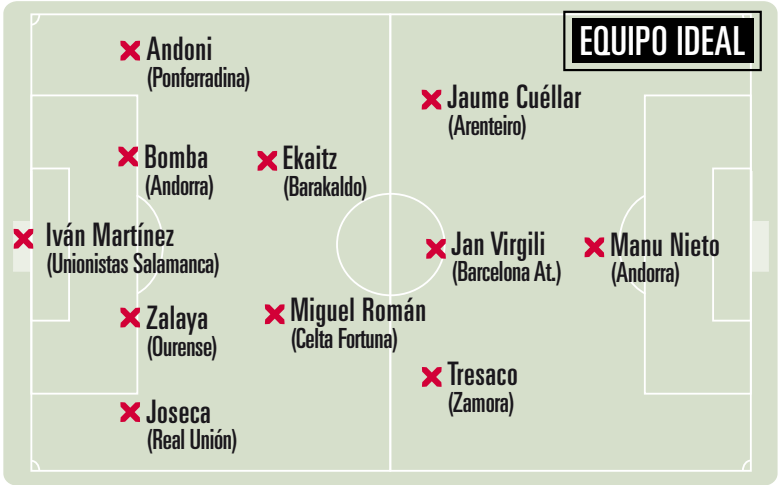 EQUIPO IDEAL
Andoni
(Ponferradina)
Jaume Cuéllar
(Arenteiro)
Bomba
(Andorra)
Ekaitz
(Barakaldo)
Iván Martínez
(Unionistas Salamanca)
Jan Virgili
(Barcelona At.)
Manu Nieto
(Andorra)
Zalaya
(Ourense)
Miguel Román
(Celta Fortuna)
Tresaco
(Zamora)
Joseca
(Real Unión)